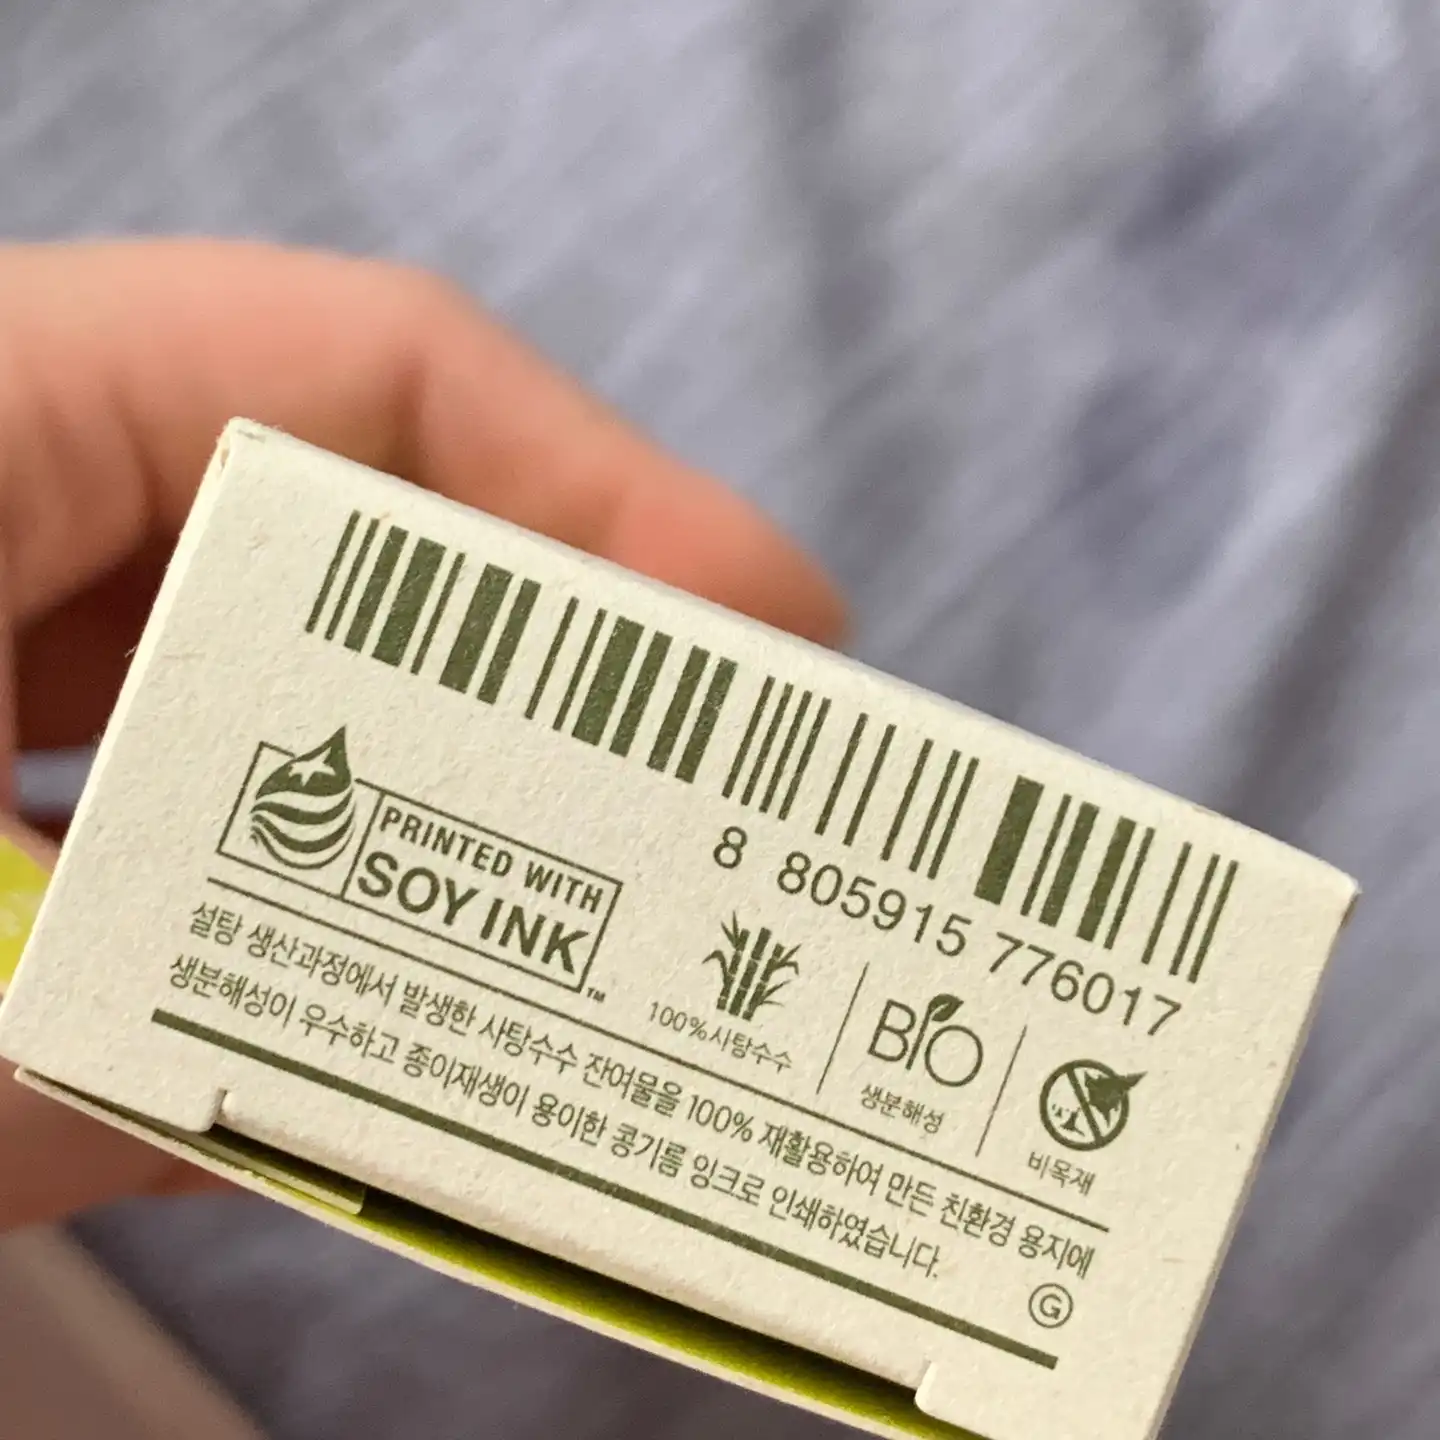 8 805915 776017
PRINTED WITH
SOY INK™
100%사탕수수
BIO
생분해성
비목재
설탕 생산과정에서 발생한 사탕수수 잔여물을 100% 재활용하여 만든 친환경 용지에
생분해성이 우수하고 종이재생이 용이한 콩기름 잉크로 인쇄하였습니다.
G